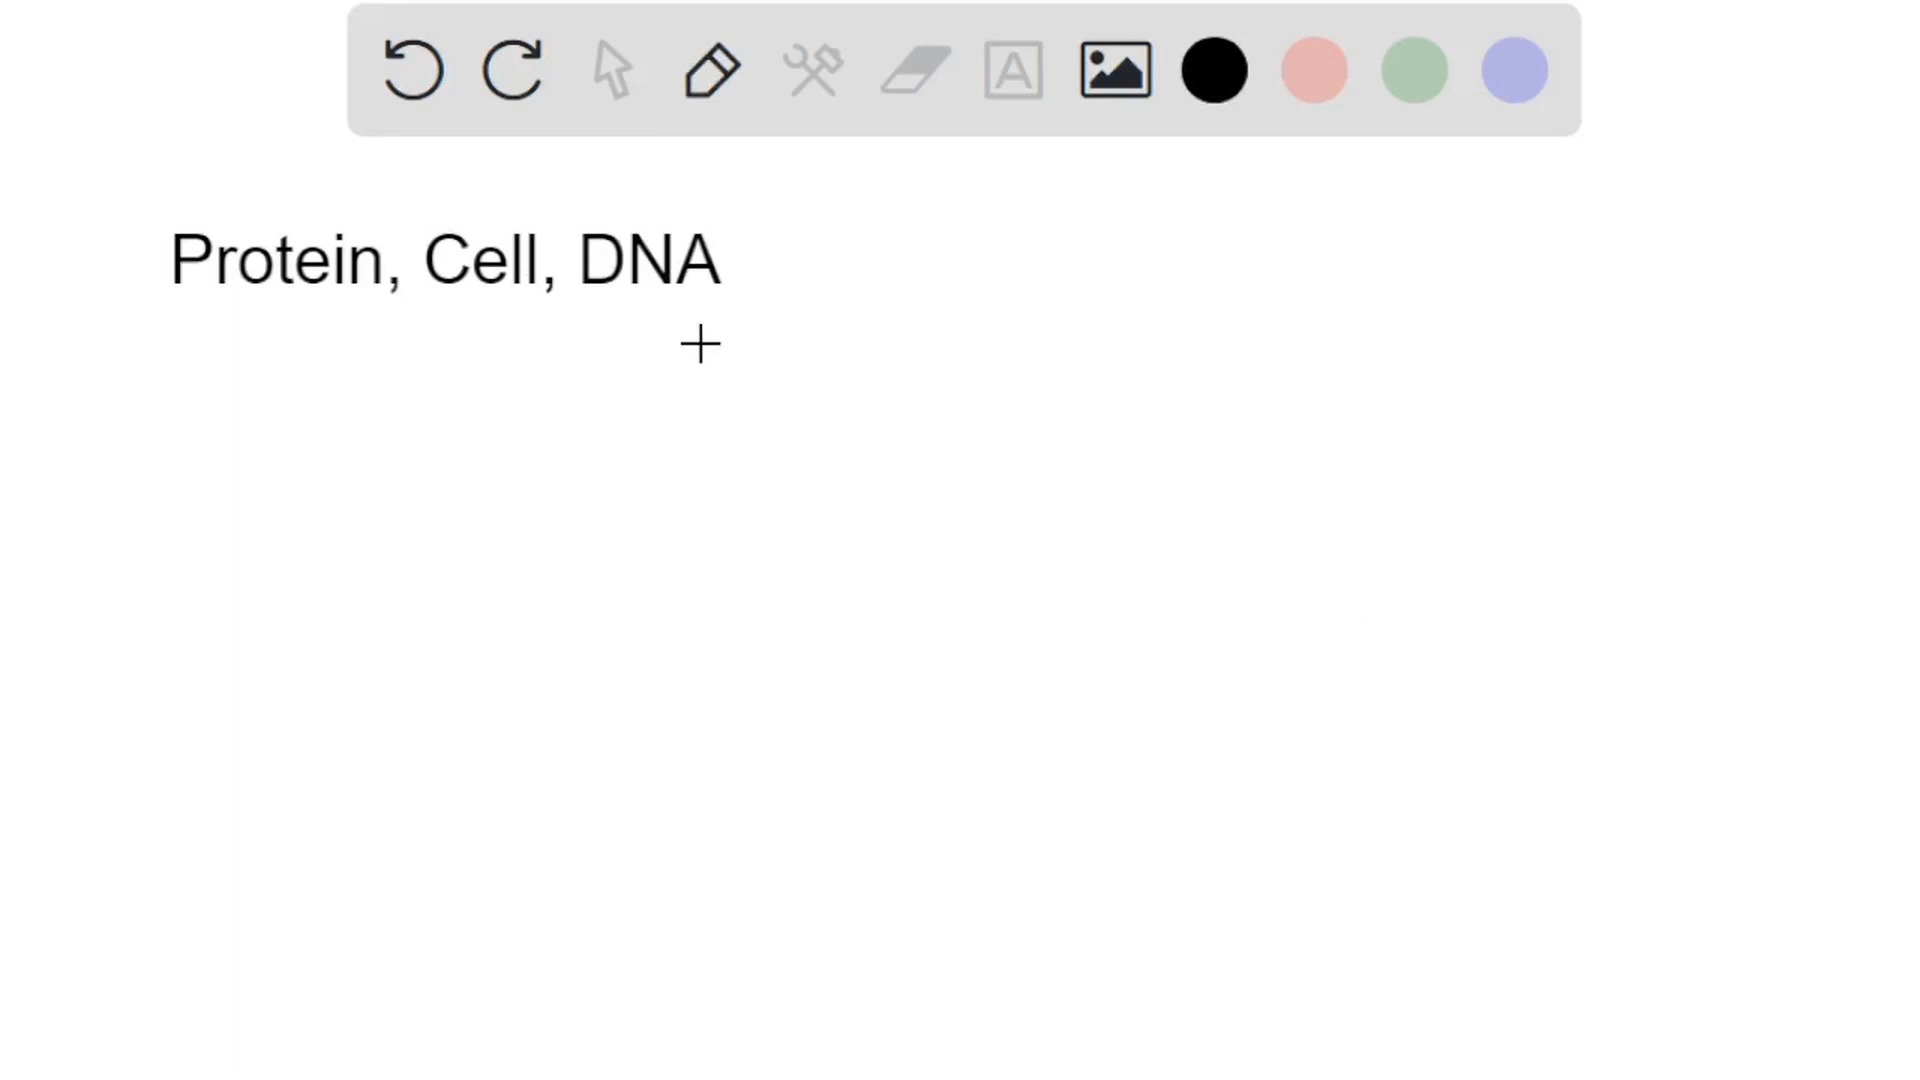 A
Protein, Cell, DNA